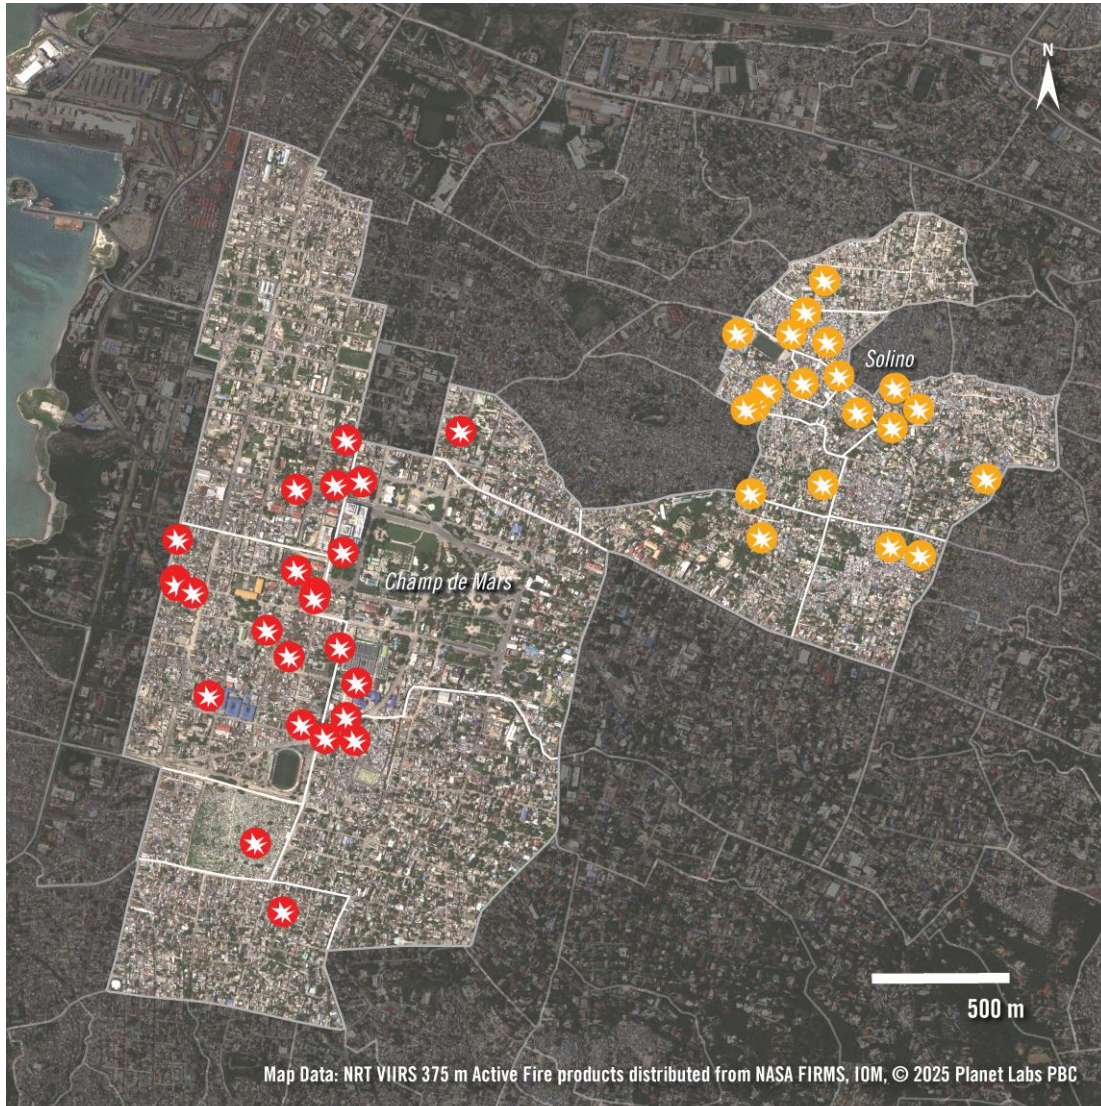 N
Solino
Champ de Mars
500 m
Map Data: NRT VIIRS 375 m Active Fire products distributed from NASA FIRMS, IOM, © 2025 Planet Labs PBC